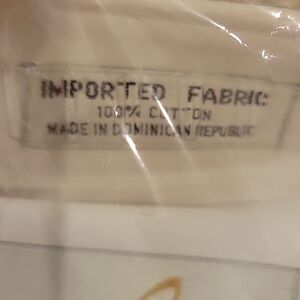 IMPORTED FABRIC
100% COTTON
MADE IN DOMINICAN REPUBLIC